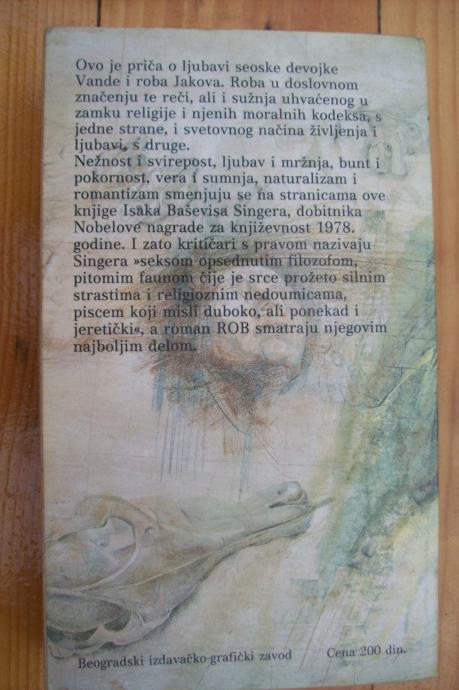 Ovo je priča o ljubavi seoske devojke
Vande i roba Jakova. Roba u doslovnom
značenju te reči, ali i sužnja uhvaćenog u
zamku religije i njenih moralnih kodeksa, s
jedne strane, i svetovnog načina življenja i
ljubavi, s druge.
Nežnost i svirepost, ljubav i mržnja, bunt i
pokornost, vera i sumnja, naturalizam i
romantizam smenjuju se na stranicama ove
knjige Isaka Baševisa Singera, dobitnika
Nobelove nagrade za književnost 1978.
godine. I zato kritičari s pravom nazivaju
Singera »seksom opsednutim filozofom,
pitomim faunom čije je srce prožeto silnim
strastima i religioznim nedoumicama,
piscem koji misli duboko, ali ponekad i
jeretički«, a roman ROB smatraju njegovim
najboljim delom.
Beogradski izdavačko-grafički zavod Cena 200 din.